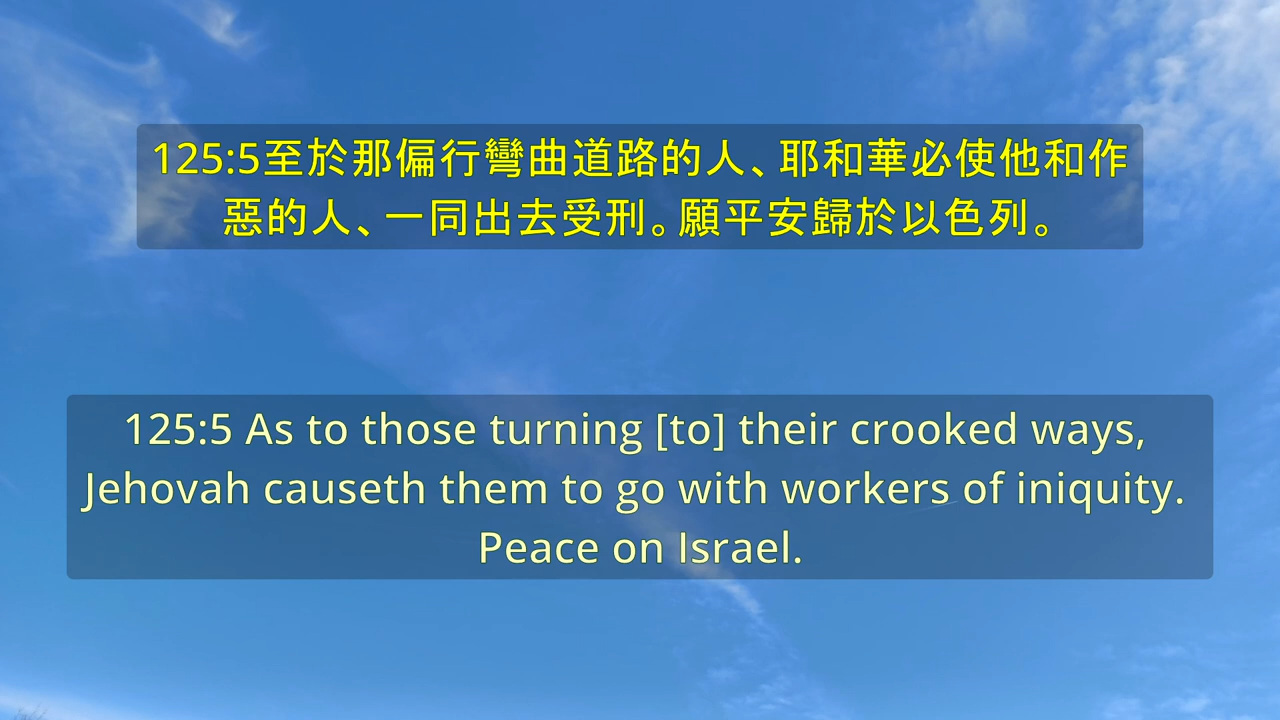 125:5至於那偏行彎曲道路的人、耶和華必使他和作
惡的人、一同出去受刑。願平安歸於以色列。
125:5 As to those turning [to] their crooked ways,
Jehovah causeth them to go with workers of iniquity.
Peace on Israel.